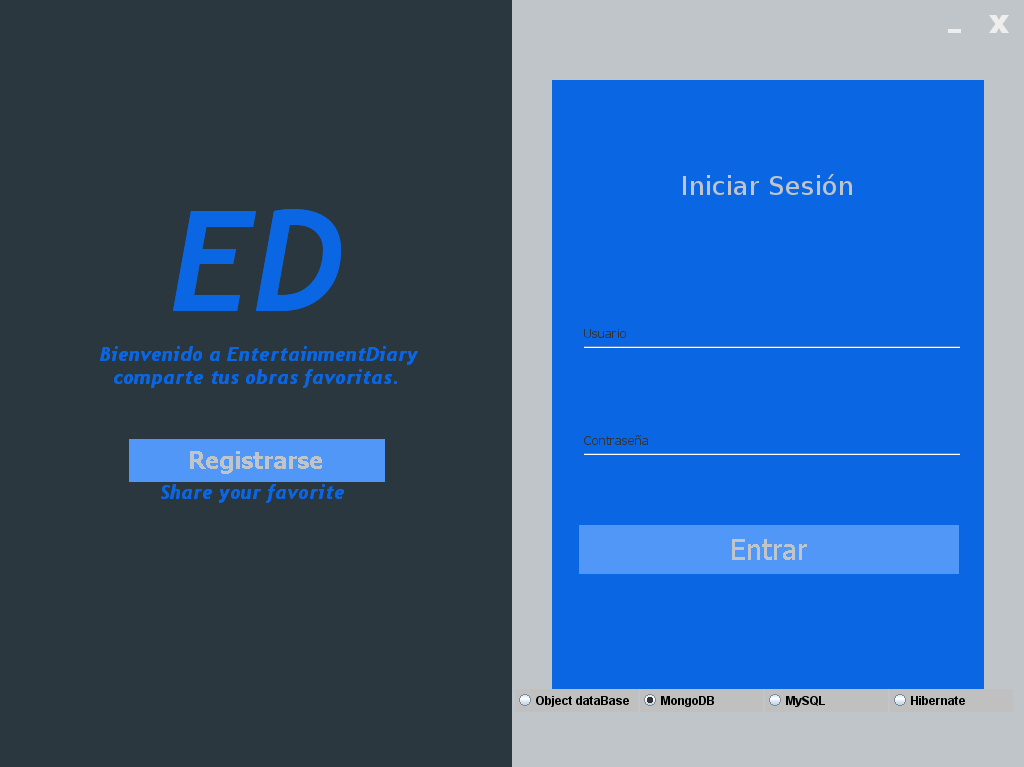 ED
Bienvenido a EntertainmentDiary
comparte tus obras favoritas.
Registrarse
Share your favorite
_ X
Iniciar Sesión
Usuario
Contraseña
Entrar
Object dataBase MongoDB MySQL Hibernate